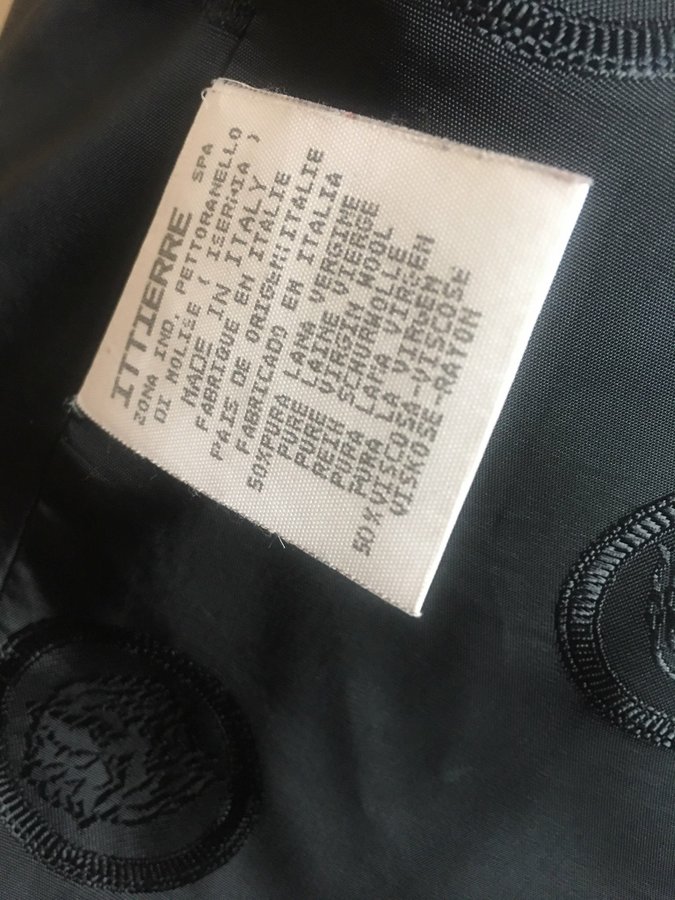 ITTIERRE SPA
ZONA IND. PETTORANELLO
DI MOLISE ( ISERNIA )
MADE IN ITALY
FABRIQUE EN ITALIE
PAIS DE ORIGEN:ITALIE
FABRICADO EN ITALIA
50%PURA LANA VERGINE
PURE LAINE VIERGE
PURE VIRGIN WOOL
REIN SCHURWOLLE
PURA LANA VIRGEN
PURA LA VIRGEM
50%VISCOSA-VISCOSE
VISKOSE-RAYON